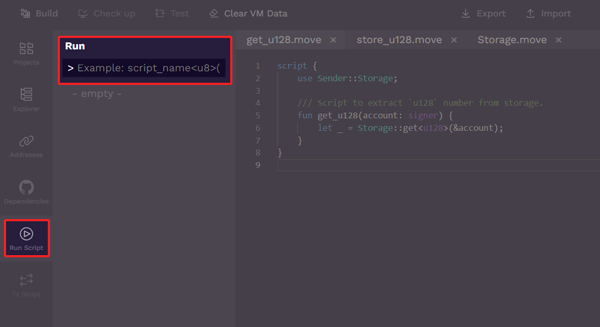 Build Check up Test Clear VM Data Export Import
Projects
Explorer
Addresses
Dependencies
Run Script
Tx Script
Run
> Example: script_name<u8>(
- empty -
get_u128.move × store_u128.move × Storage.move ×
1 script {
2 use Sender::Storage;
3
4 /// Script to extract `u128` number from storage.
5 fun get_u128(account: signer) {
6 let _ = Storage::get<u128>(&account);
7 }
8 }
9